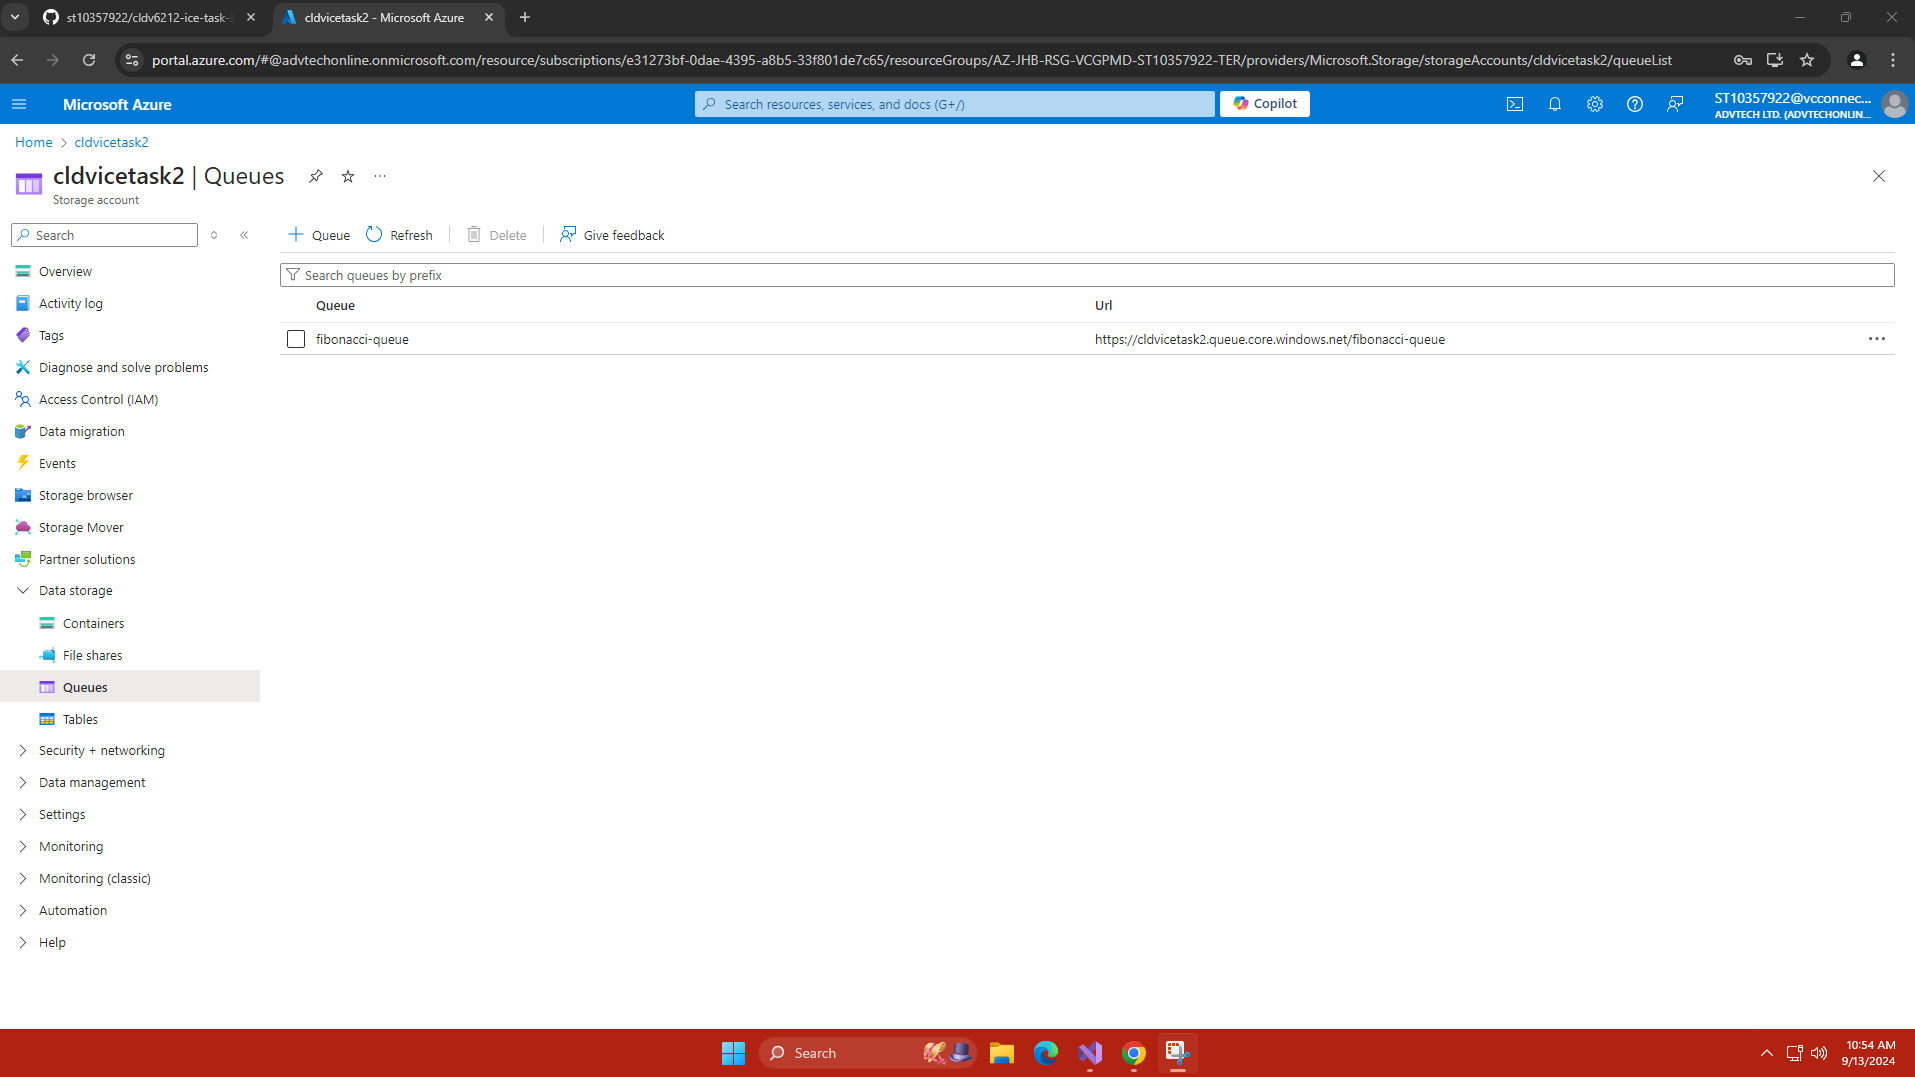 st10357922/cldv6212-ice-task-
cldvicetask2 - Microsoft Azure
portal.azure.com/#@advtechonline.onmicrosoft.com/resource/subscriptions/e31273bf-0dae-4395-a8b5-33f801de7c65/resourceGroups/AZ-JHB-RSG-VCGPMD-ST10357922-TER/providers/Microsoft.Storage/storageAccounts/cldvicetask2/queueList
Microsoft Azure
Search resources, services, and docs (G+/)
Copilot
ST10357922@vcconnec...
ADVTECH LTD. (ADVTECHONLIN...
Home > cldvicetask2
cldvicetask2 | Queues
Storage account
Search
Queue
Refresh
Delete
Give feedback
Search queues by prefix
Queue
Url
fibonacci-queue
https://cldvicetask2.queue.core.windows.net/fibonacci-queue
Overview
Activity log
Tags
Diagnose and solve problems
Access Control (IAM)
Data migration
Events
Storage browser
Storage Mover
Partner solutions
Data storage
Containers
File shares
Queues
Tables
Security + networking
Data management
Settings
Monitoring
Monitoring (classic)
Automation
Help
Search
10:54 AM
9/13/2024